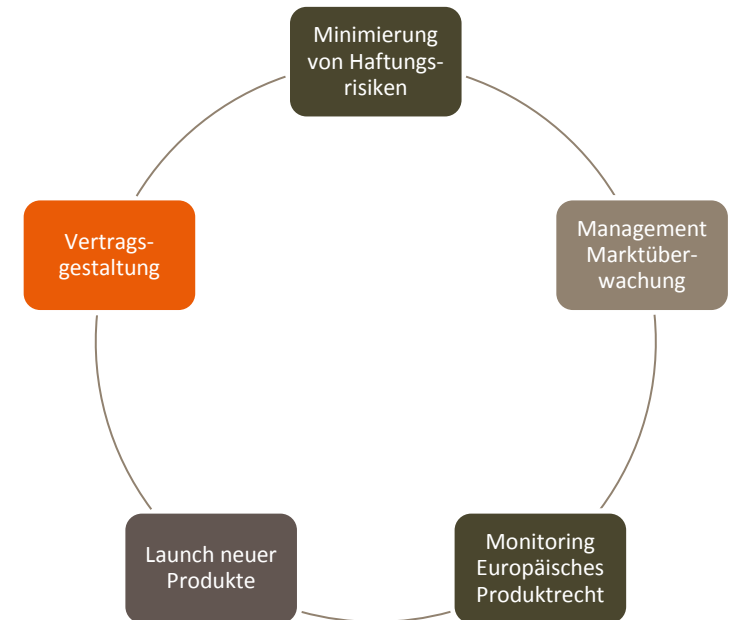 Minimierung
von Haftungs-
risiken
Vertrags-
gestaltung
Management
Marktüber-
wachung
Launch neuer
Produkte
Monitoring
Europäisches
Produktrecht